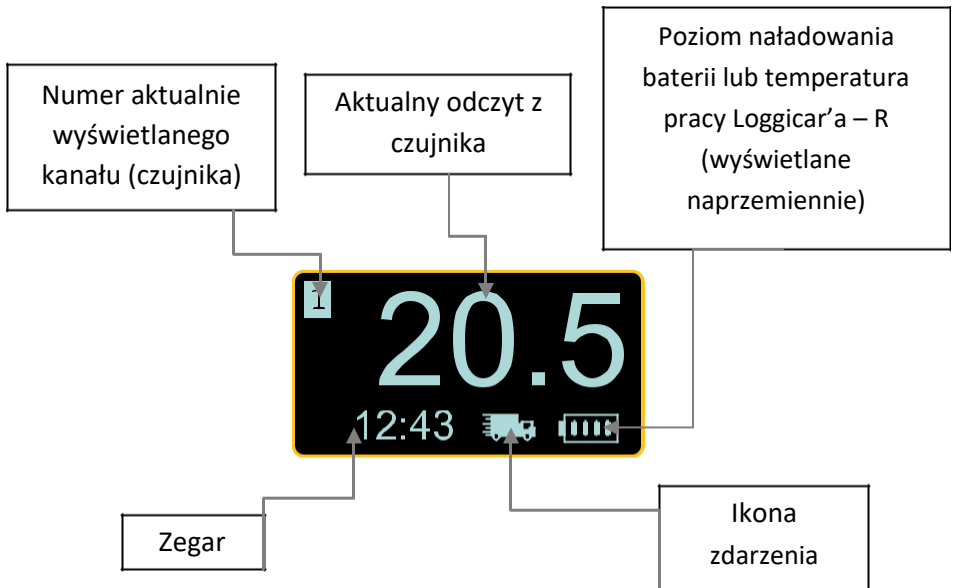 Poziom naładowania
baterii lub temperatura
pracy Loggicar’a – R
(wyświetlane
naprzemiennie)
Numer aktualnie
wyświetlanego
kanału (czujnika)
Aktualny odczyt z
czujnika
1
20.5
12:43
Zegar
Ikona
zdarzenia